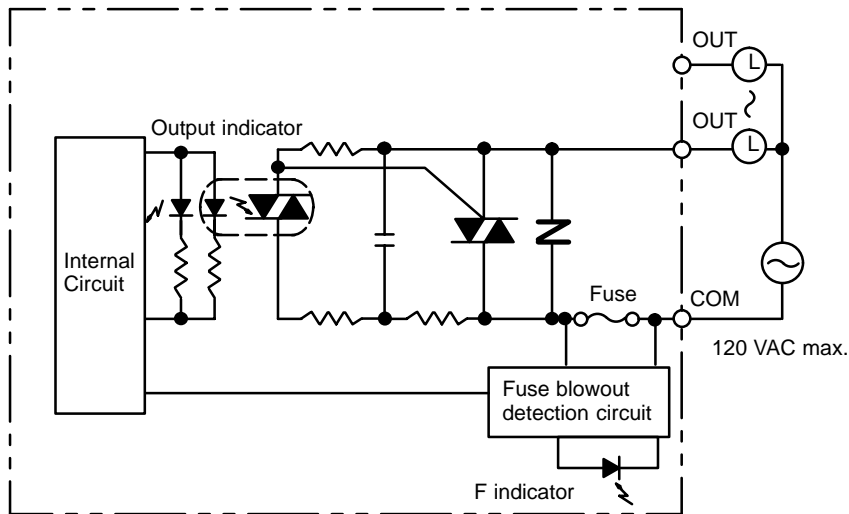 OUT
L
OUT
L
Output indicator
Internal
Circuit
Fuse
COM
120 VAC max.
Fuse blowout
detection circuit
F indicator